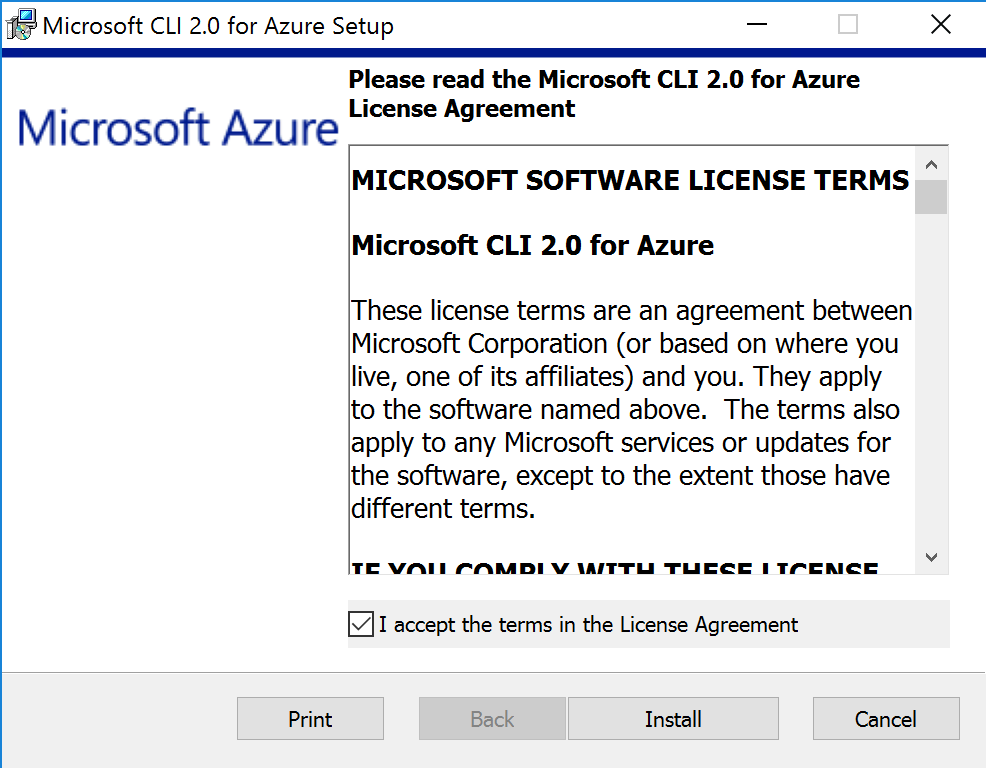 Microsoft CLI 2.0 for Azure Setup
Microsoft Azure
Please read the Microsoft CLI 2.0 for Azure
License Agreement
MICROSOFT SOFTWARE LICENSE TERMS
Microsoft CLI 2.0 for Azure
These license terms are an agreement between
Microsoft Corporation (or based on where you
live, one of its affiliates) and you. They apply
to the software named above.  The terms also
apply to any Microsoft services or updates for
the software, except to the extent those have
different terms.
IF YOU COMPLY WITH THESE LICENSE
I accept the terms in the License Agreement
Print
Back
Install
Cancel